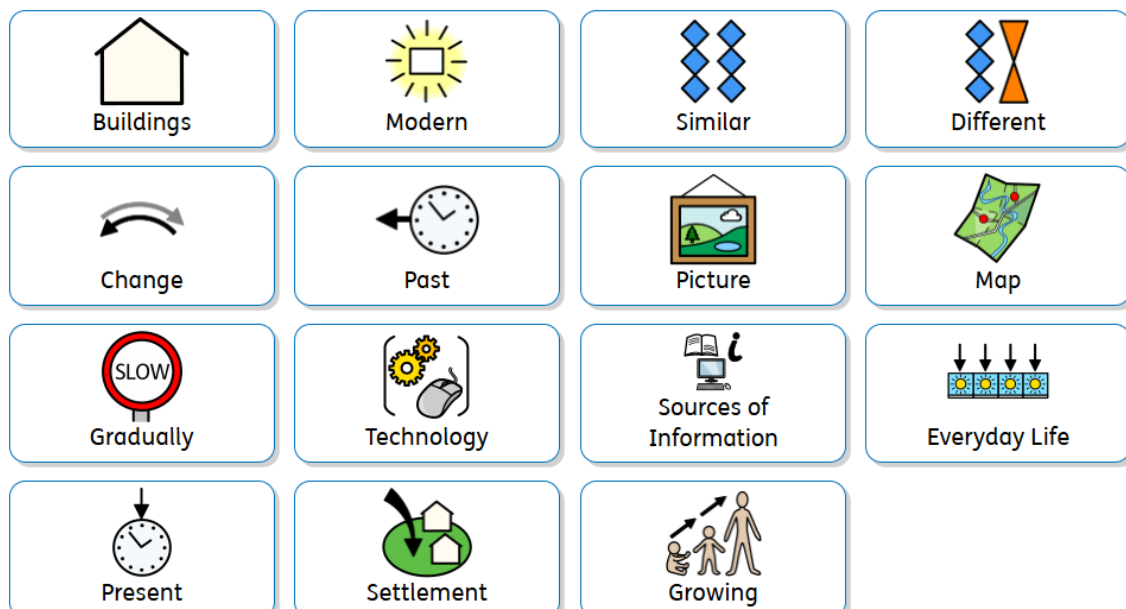 Buildings
Modern
Similar
Different
Change
Past
Picture
Map
SLOW
Gradually
Technology
i
Sources of
Information
Everyday Life
Present
Settlement
Growing